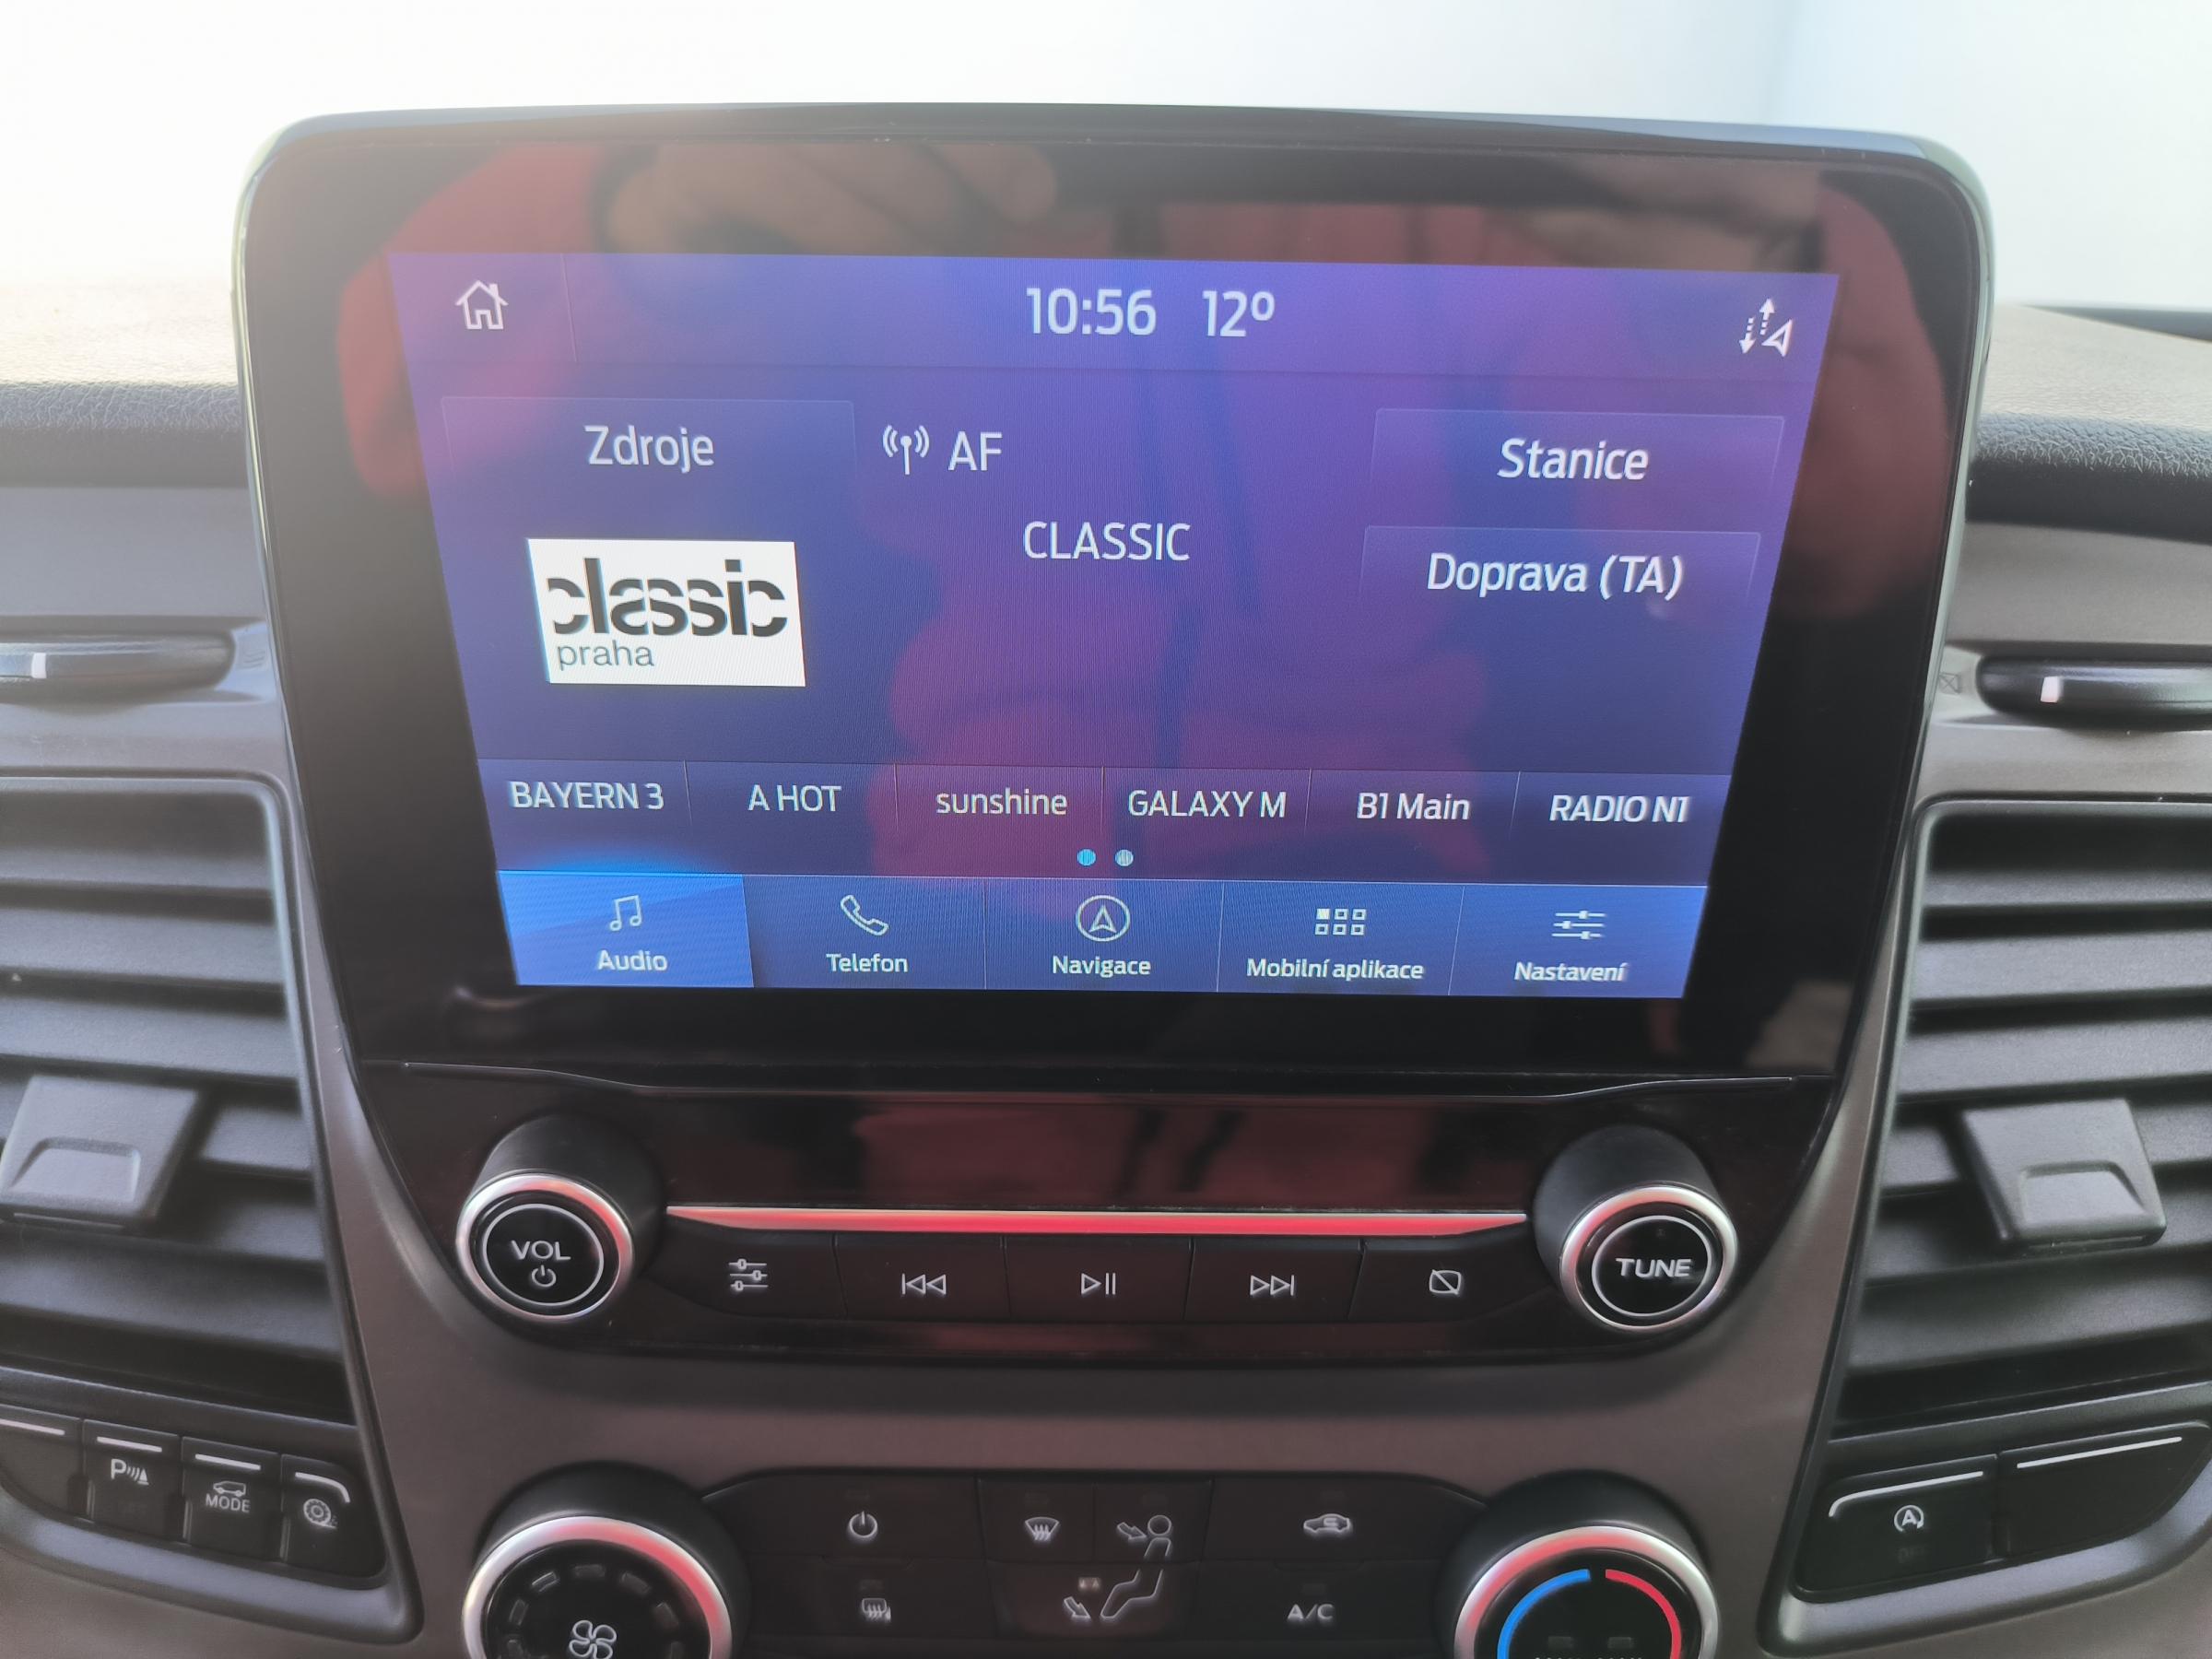 10:56 12º
Zdroje
AF
Stanice
CLASSIC
Doprava (TA)
classic
praha
BAYERN 3
A HOT
sunshine
GALAXY M
B1 Main
RADIO N1
Audio
Telefon
Navigace
Mobilní aplikace
Nastavení
VOL
TUNE
P
MODE
A
A/C